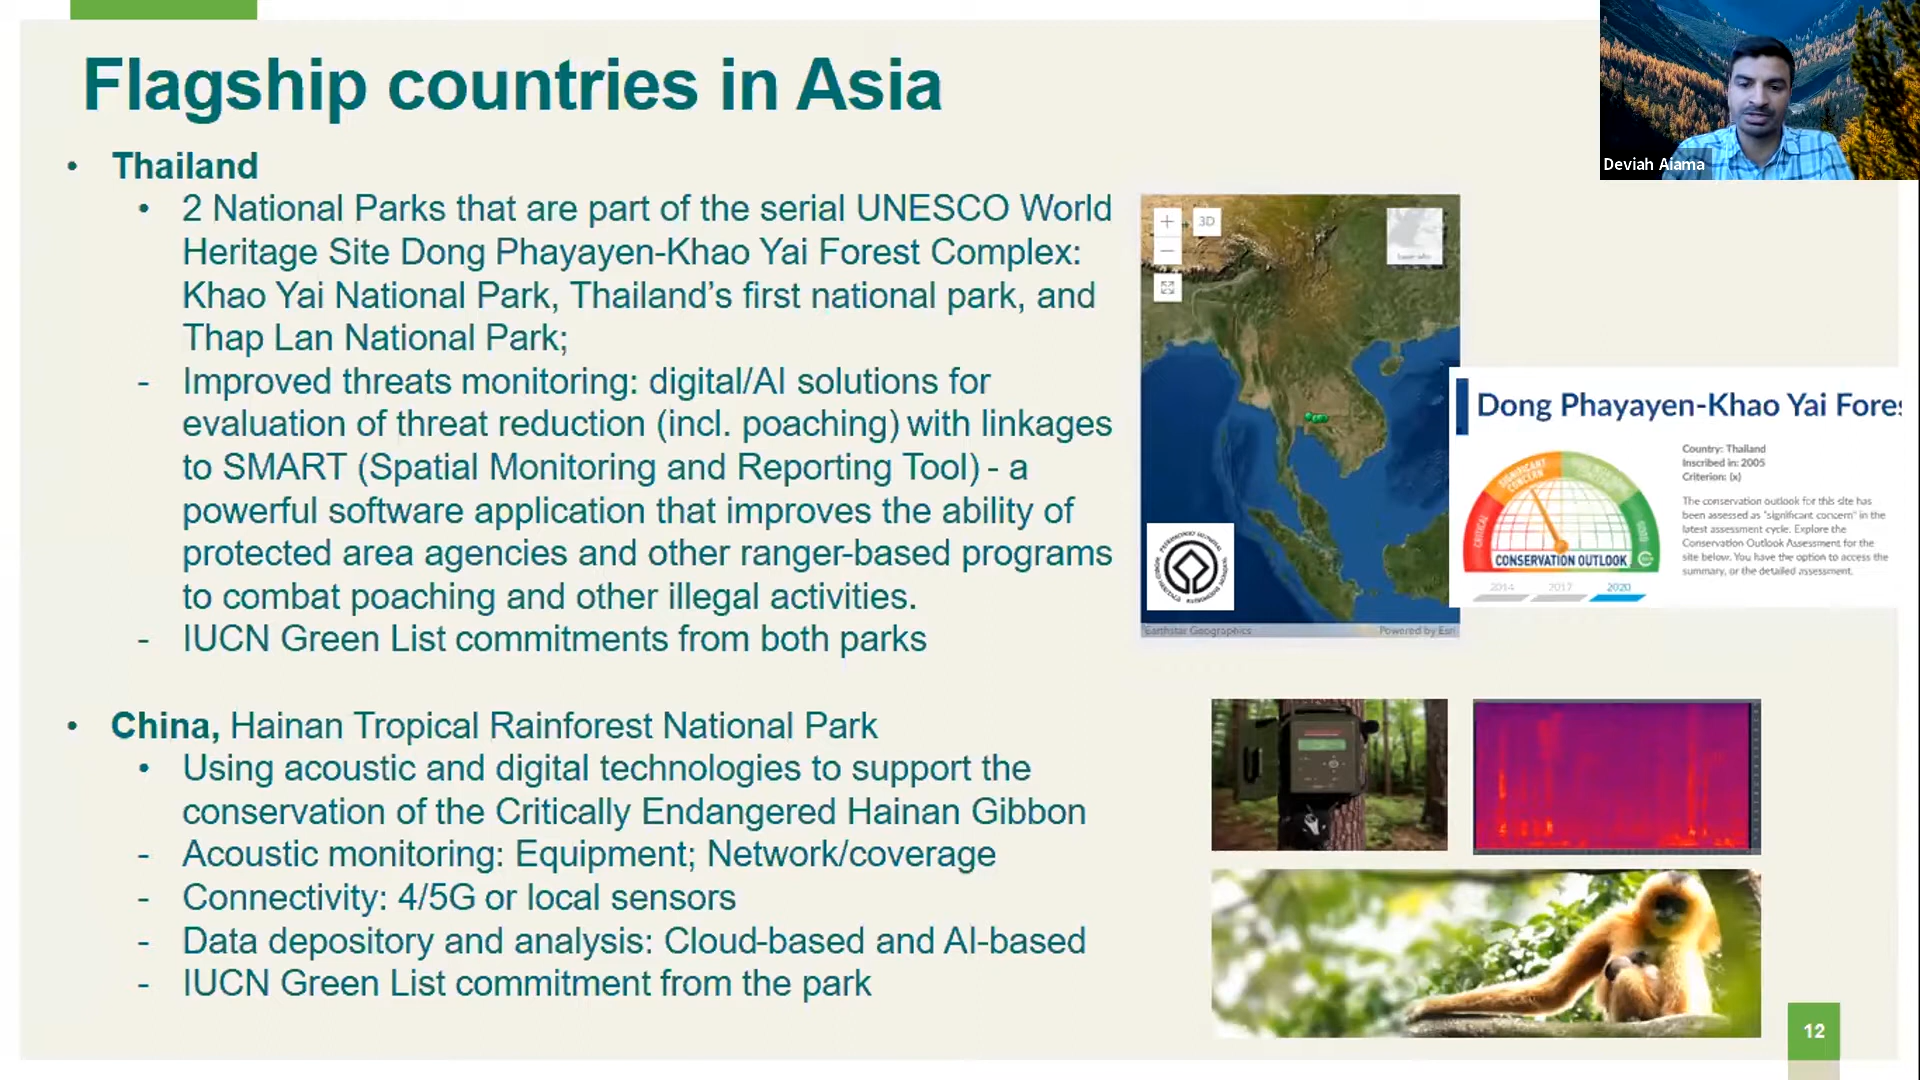 Flagship countries in Asia
Deviah Aiama
• Thailand
• 2 National Parks that are part of the serial UNESCO World
Heritage Site Dong Phayayen-Khao Yai Forest Complex:
Khao Yai National Park, Thailand’s first national park, and
Thap Lan National Park;
- Improved threats monitoring: digital/AI solutions for
evaluation of threat reduction (incl. poaching) with linkages
to SMART (Spatial Monitoring and Reporting Tool) - a
powerful software application that improves the ability of
protected area agencies and other ranger-based programs
to combat poaching and other illegal activities.
- IUCN Green List commitments from both parks
3D
Earthstar Geographics
Powered by Esri
Dong Phayayen-Khao Yai Fores
CRITICAL
SIGNIFICANT
CONCERN
GOOD
CONSERVATION OUTLOOK
2014 2017 2020
Country: Thailand
Inscribed in: 2005
Criterion: (x)
The conservation outlook for this site has
been assessed as "significant concern" in the
latest assessment cycle. Explore the
Conservation Outlook Assessment for the
site below. You have the option to access the
summary, or the detailed assessment.
• China, Hainan Tropical Rainforest National Park
• Using acoustic and digital technologies to support the
conservation of the Critically Endangered Hainan Gibbon
- Acoustic monitoring: Equipment; Network/coverage
- Connectivity: 4/5G or local sensors
- Data depository and analysis: Cloud-based and AI-based
- IUCN Green List commitment from the park
12